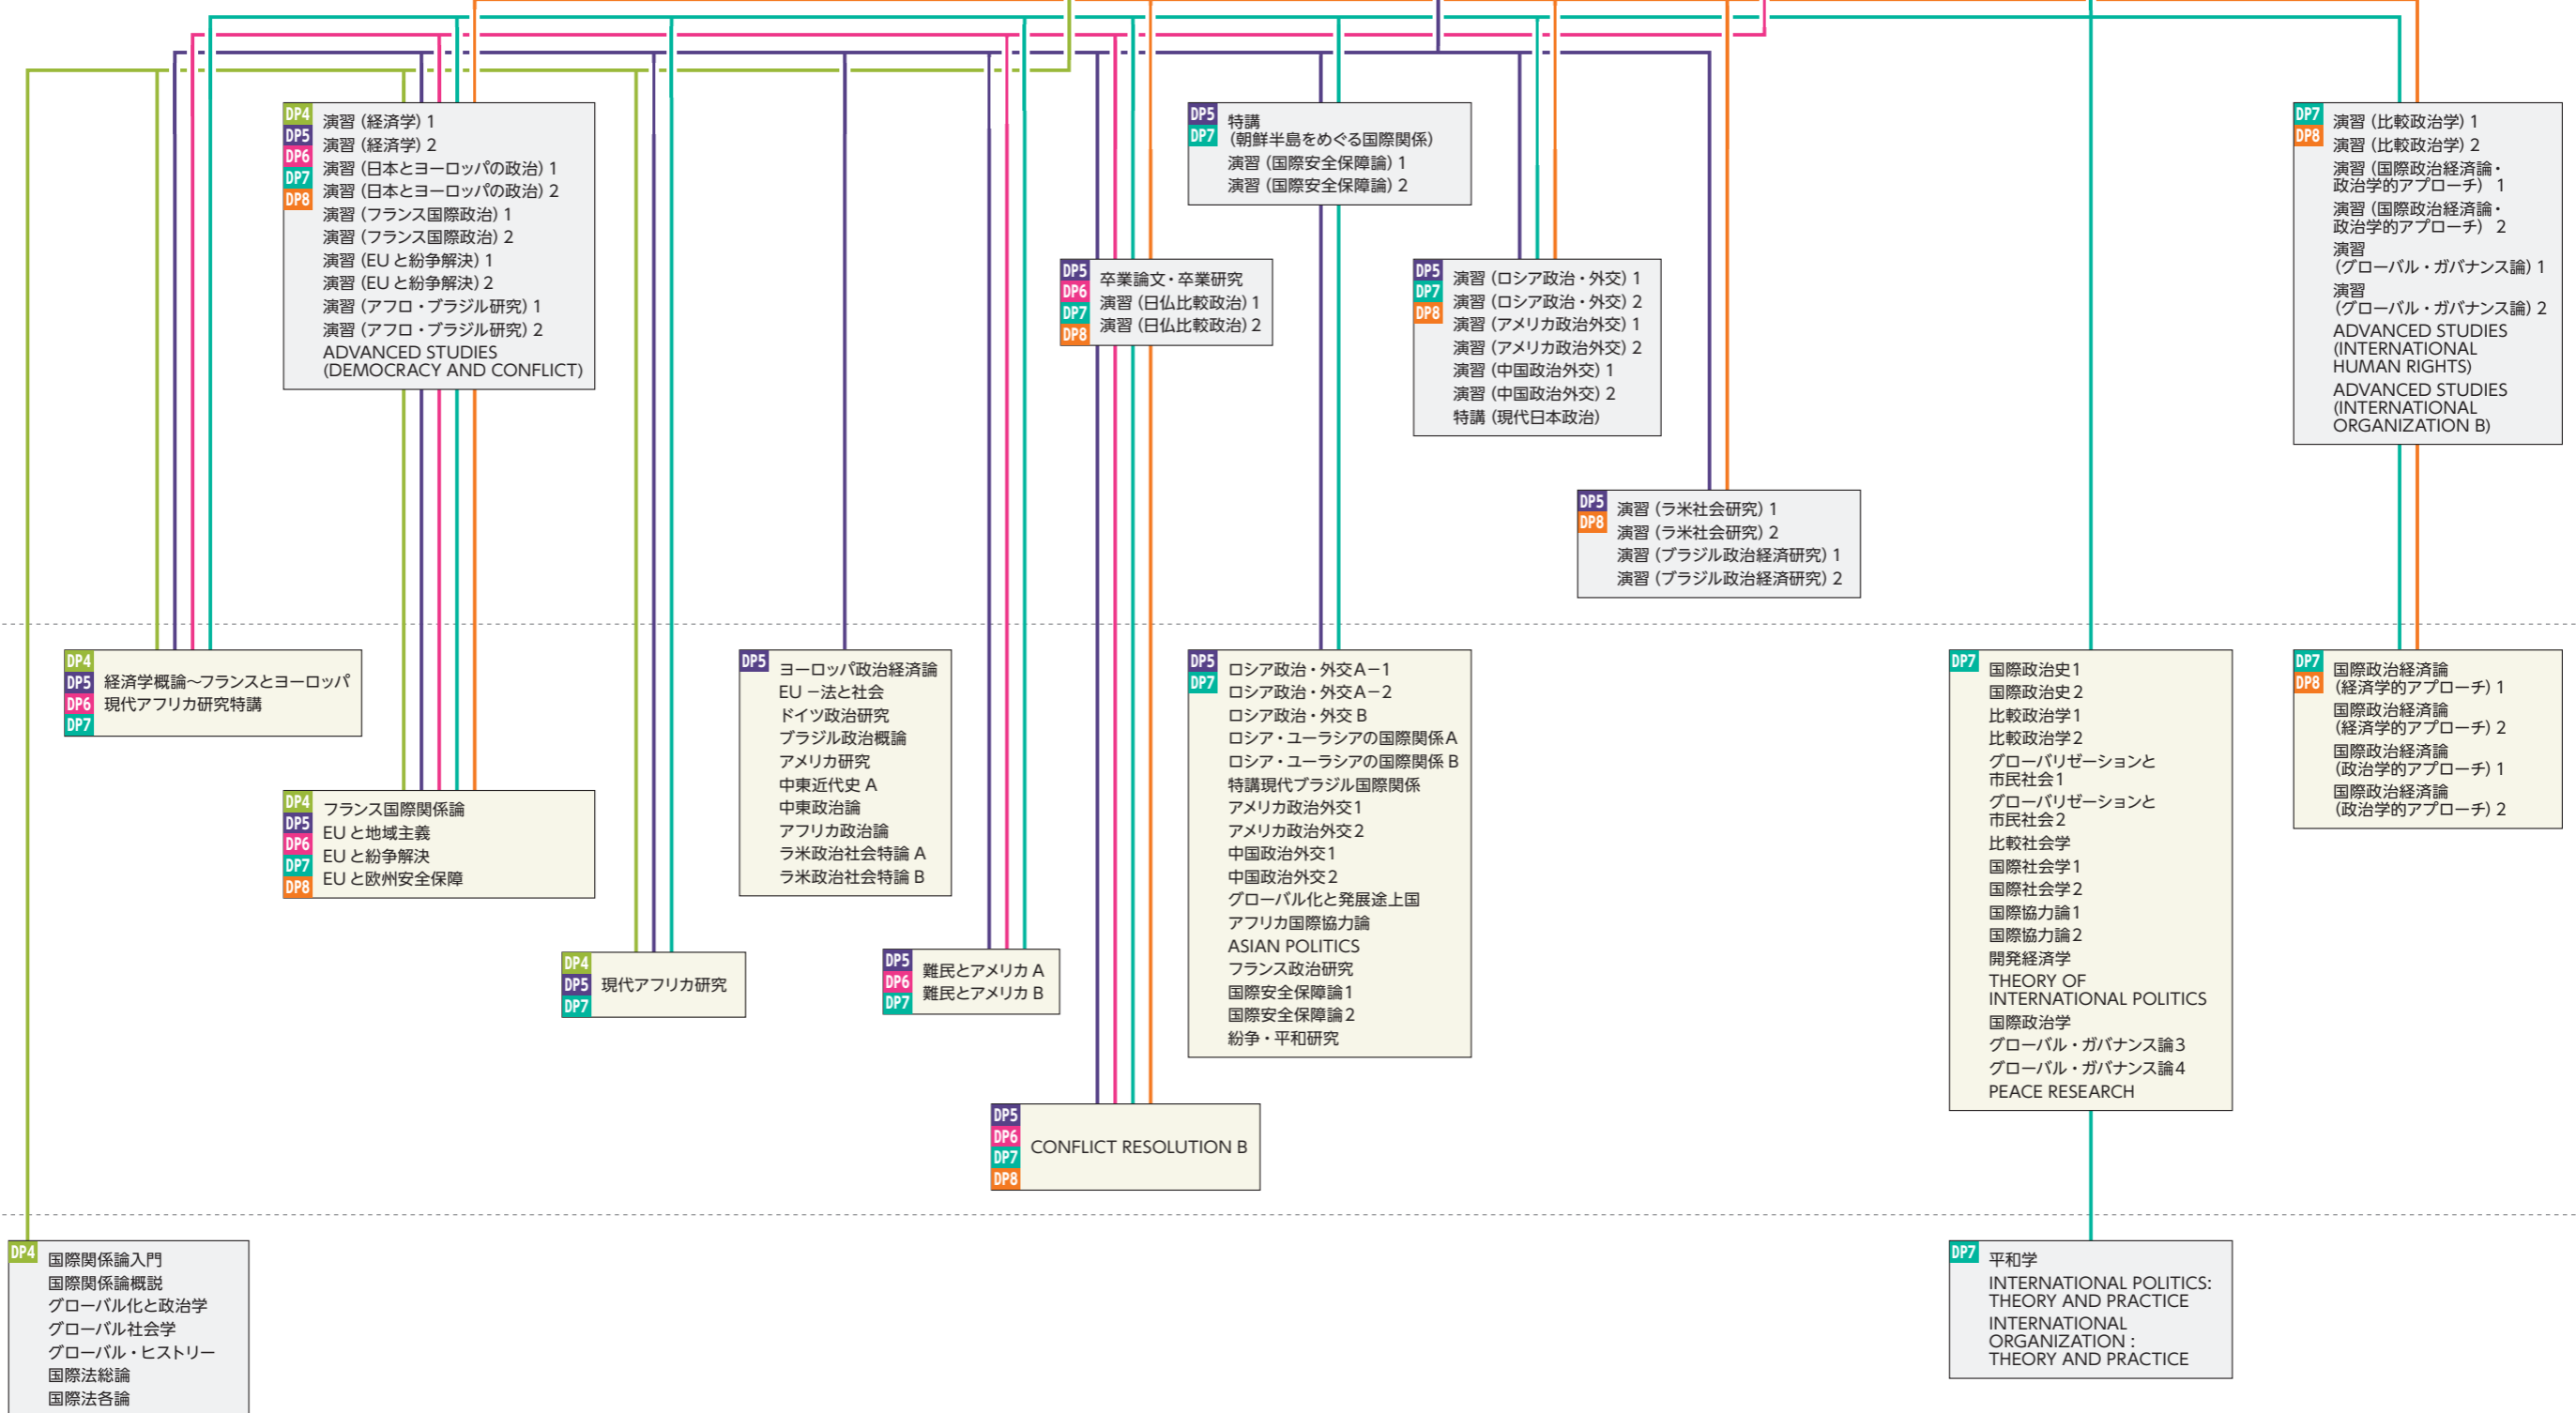 DP4
DP5
DP6
DP7
DP8
演習（経済学）1
演習（経済学）2
演習（日本とヨーロッパの政治）1
演習（日本とヨーロッパの政治）2
演習（フランス国際政治）1
演習（フランス国際政治）2
演習（EUと紛争解決）1
演習（EUと紛争解決）2
演習（アフロ・ブラジル研究）1
演習（アフロ・ブラジル研究）2
ADVANCED STUDIES
(DEMOCRACY AND CONFLICT)
DP5
DP7
特講
（朝鮮半島をめぐる国際関係）
演習（国際安全保障論）1
演習（国際安全保障論）2
DP7
DP8
演習（比較政治学）1
演習（比較政治学）2
演習（国際政治経済論・
政治学的アプローチ） 1
演習（国際政治経済論・
政治学的アプローチ） 2
演習
（グローバル・ガバナンス論）1
演習
（グローバル・ガバナンス論）2
ADVANCED STUDIES
(INTERNATIONAL
HUMAN RIGHTS)
ADVANCED STUDIES
(INTERNATIONAL
ORGANIZATION B)
DP5
DP6
DP7
DP8
卒業論文・卒業研究
演習（日仏比較政治）1
演習（日仏比較政治）2
DP5
DP7
DP8
演習（ロシア政治・外交）1
演習（ロシア政治・外交）2
演習（アメリカ政治外交）1
演習（アメリカ政治外交）2
演習（中国政治外交）1
演習（中国政治外交）2
特講（現代日本政治）
DP5
DP8
演習（ラ米社会研究）1
演習（ラ米社会研究）2
演習（ブラジル政治経済研究）1
演習（ブラジル政治経済研究）2
DP4
DP5
DP6
DP7
経済学概論～フランスとヨーロッパ
現代アフリカ研究特講
DP4
DP5
DP6
DP7
DP8
フランス国際関係論
EUと地域主義
EUと紛争解決
EUと欧州安全保障
DP4
DP5
DP7
現代アフリカ研究
DP5
ヨーロッパ政治経済論
EU－法と社会
ドイツ政治研究
ブラジル政治概論
アメリカ研究
中東近代史 A
中東政治論
アフリカ政治論
ラ米政治社会特論 A
ラ米政治社会特論 B
DP5
DP6
DP7
難民とアメリカ A
難民とアメリカ B
DP5
DP6
DP7
DP8
CONFLICT RESOLUTION B
DP5
DP7
ロシア政治・外交A－1
ロシア政治・外交A－2
ロシア政治・外交 B
ロシア・ユーラシアの国際関係A
ロシア・ユーラシアの国際関係 B
特講現代ブラジル国際関係
アメリカ政治外交1
アメリカ政治外交2
中国政治外交1
中国政治外交2
グローバル化と発展途上国
アフリカ国際協力論
ASIAN POLITICS
フランス政治研究
国際安全保障論1
国際安全保障論2
紛争・平和研究
DP7
国際政治史1
国際政治史2
比較政治学1
比較政治学2
グローバリゼーションと
市民社会1
グローバリゼーションと
市民社会2
比較社会学
国際社会学1
国際社会学2
国際協力論1
国際協力論2
開発経済学
THEORY OF
INTERNATIONAL POLITICS
国際政治学
グローバル・ガバナンス論3
グローバル・ガバナンス論4
PEACE RESEARCH
DP7
DP8
国際政治経済論
（経済学的アプローチ）1
国際政治経済論
（経済学的アプローチ）2
国際政治経済論
（政治学的アプローチ）1
国際政治経済論
（政治学的アプローチ）2
DP4
国際関係論入門
国際関係論概説
グローバル化と政治学
グローバル社会学
グローバル・ヒストリー
国際法総論
国際法各論
DP7
平和学
INTERNATIONAL POLITICS:
THEORY AND PRACTICE
INTERNATIONAL
ORGANIZATION :
THEORY AND PRACTICE